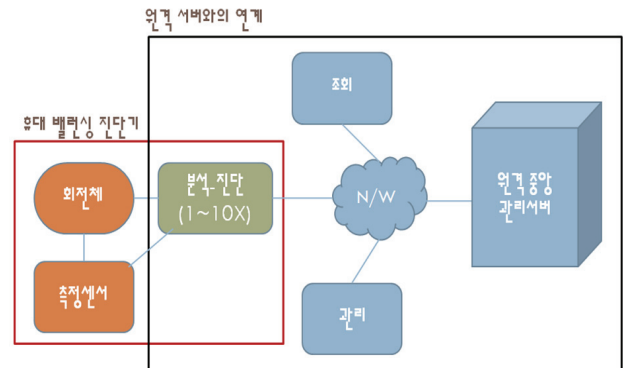 원격 서버와의 연계
휴대 밸런싱 진단기
조회
회전체
분석·진단
(1~10X)
N/W
원격 중앙
관리서버
측정센서
관리